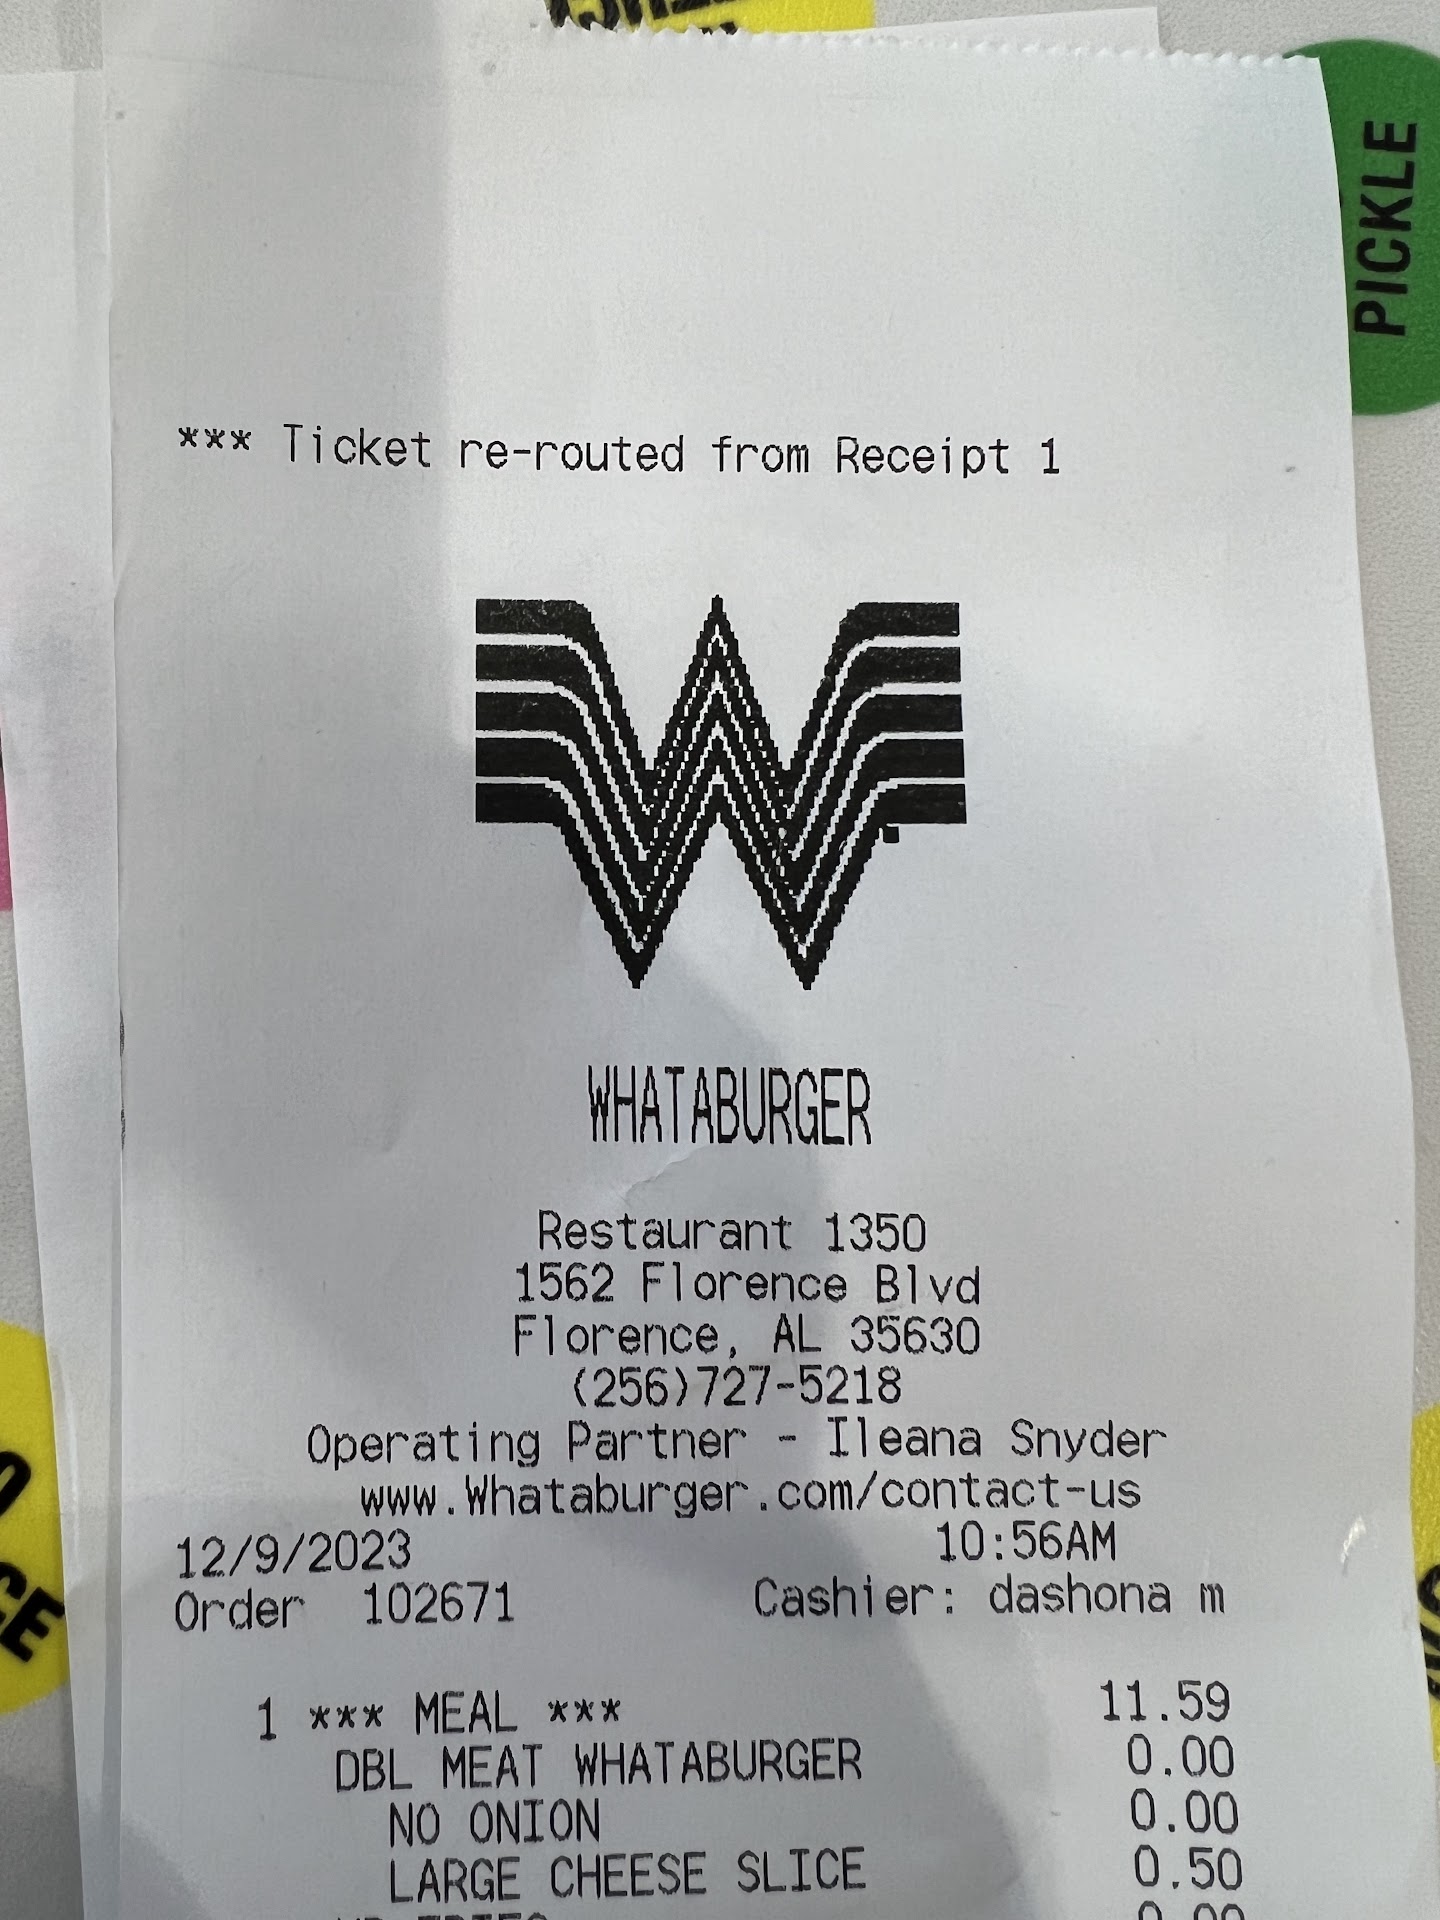 PICKLE
*** Ticket re-routed from Receipt 1
WHATABURGER
Restaurant 1350
1562 Florence Blvd
Florence, AL 35630
(256)727-5218
Operating Partner - Ileana Snyder
www.Whataburger.com/contact-us
12/9/2023 10:56AM
Order 102671 Cashier: dashona m
1 *** MEAL *** 11.59
DBL MEAT WHATABURGER 0.00
NO ONION 0.00
LARGE CHEESE SLICE 0.50
0.00